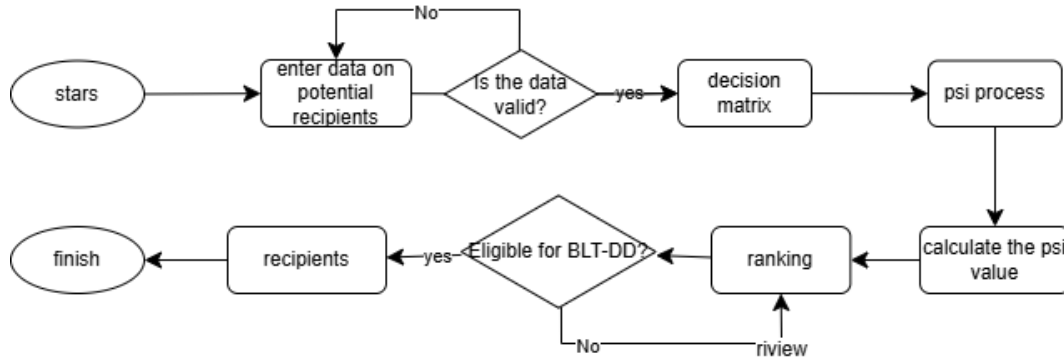 No
stars
enter data on
potential
recipients
Is the data
valid?
yes
decision
matrix
psi process
finish
recipients
yes
Eligible for BLT-DD?
ranking
calculate the psi
value
No
riview